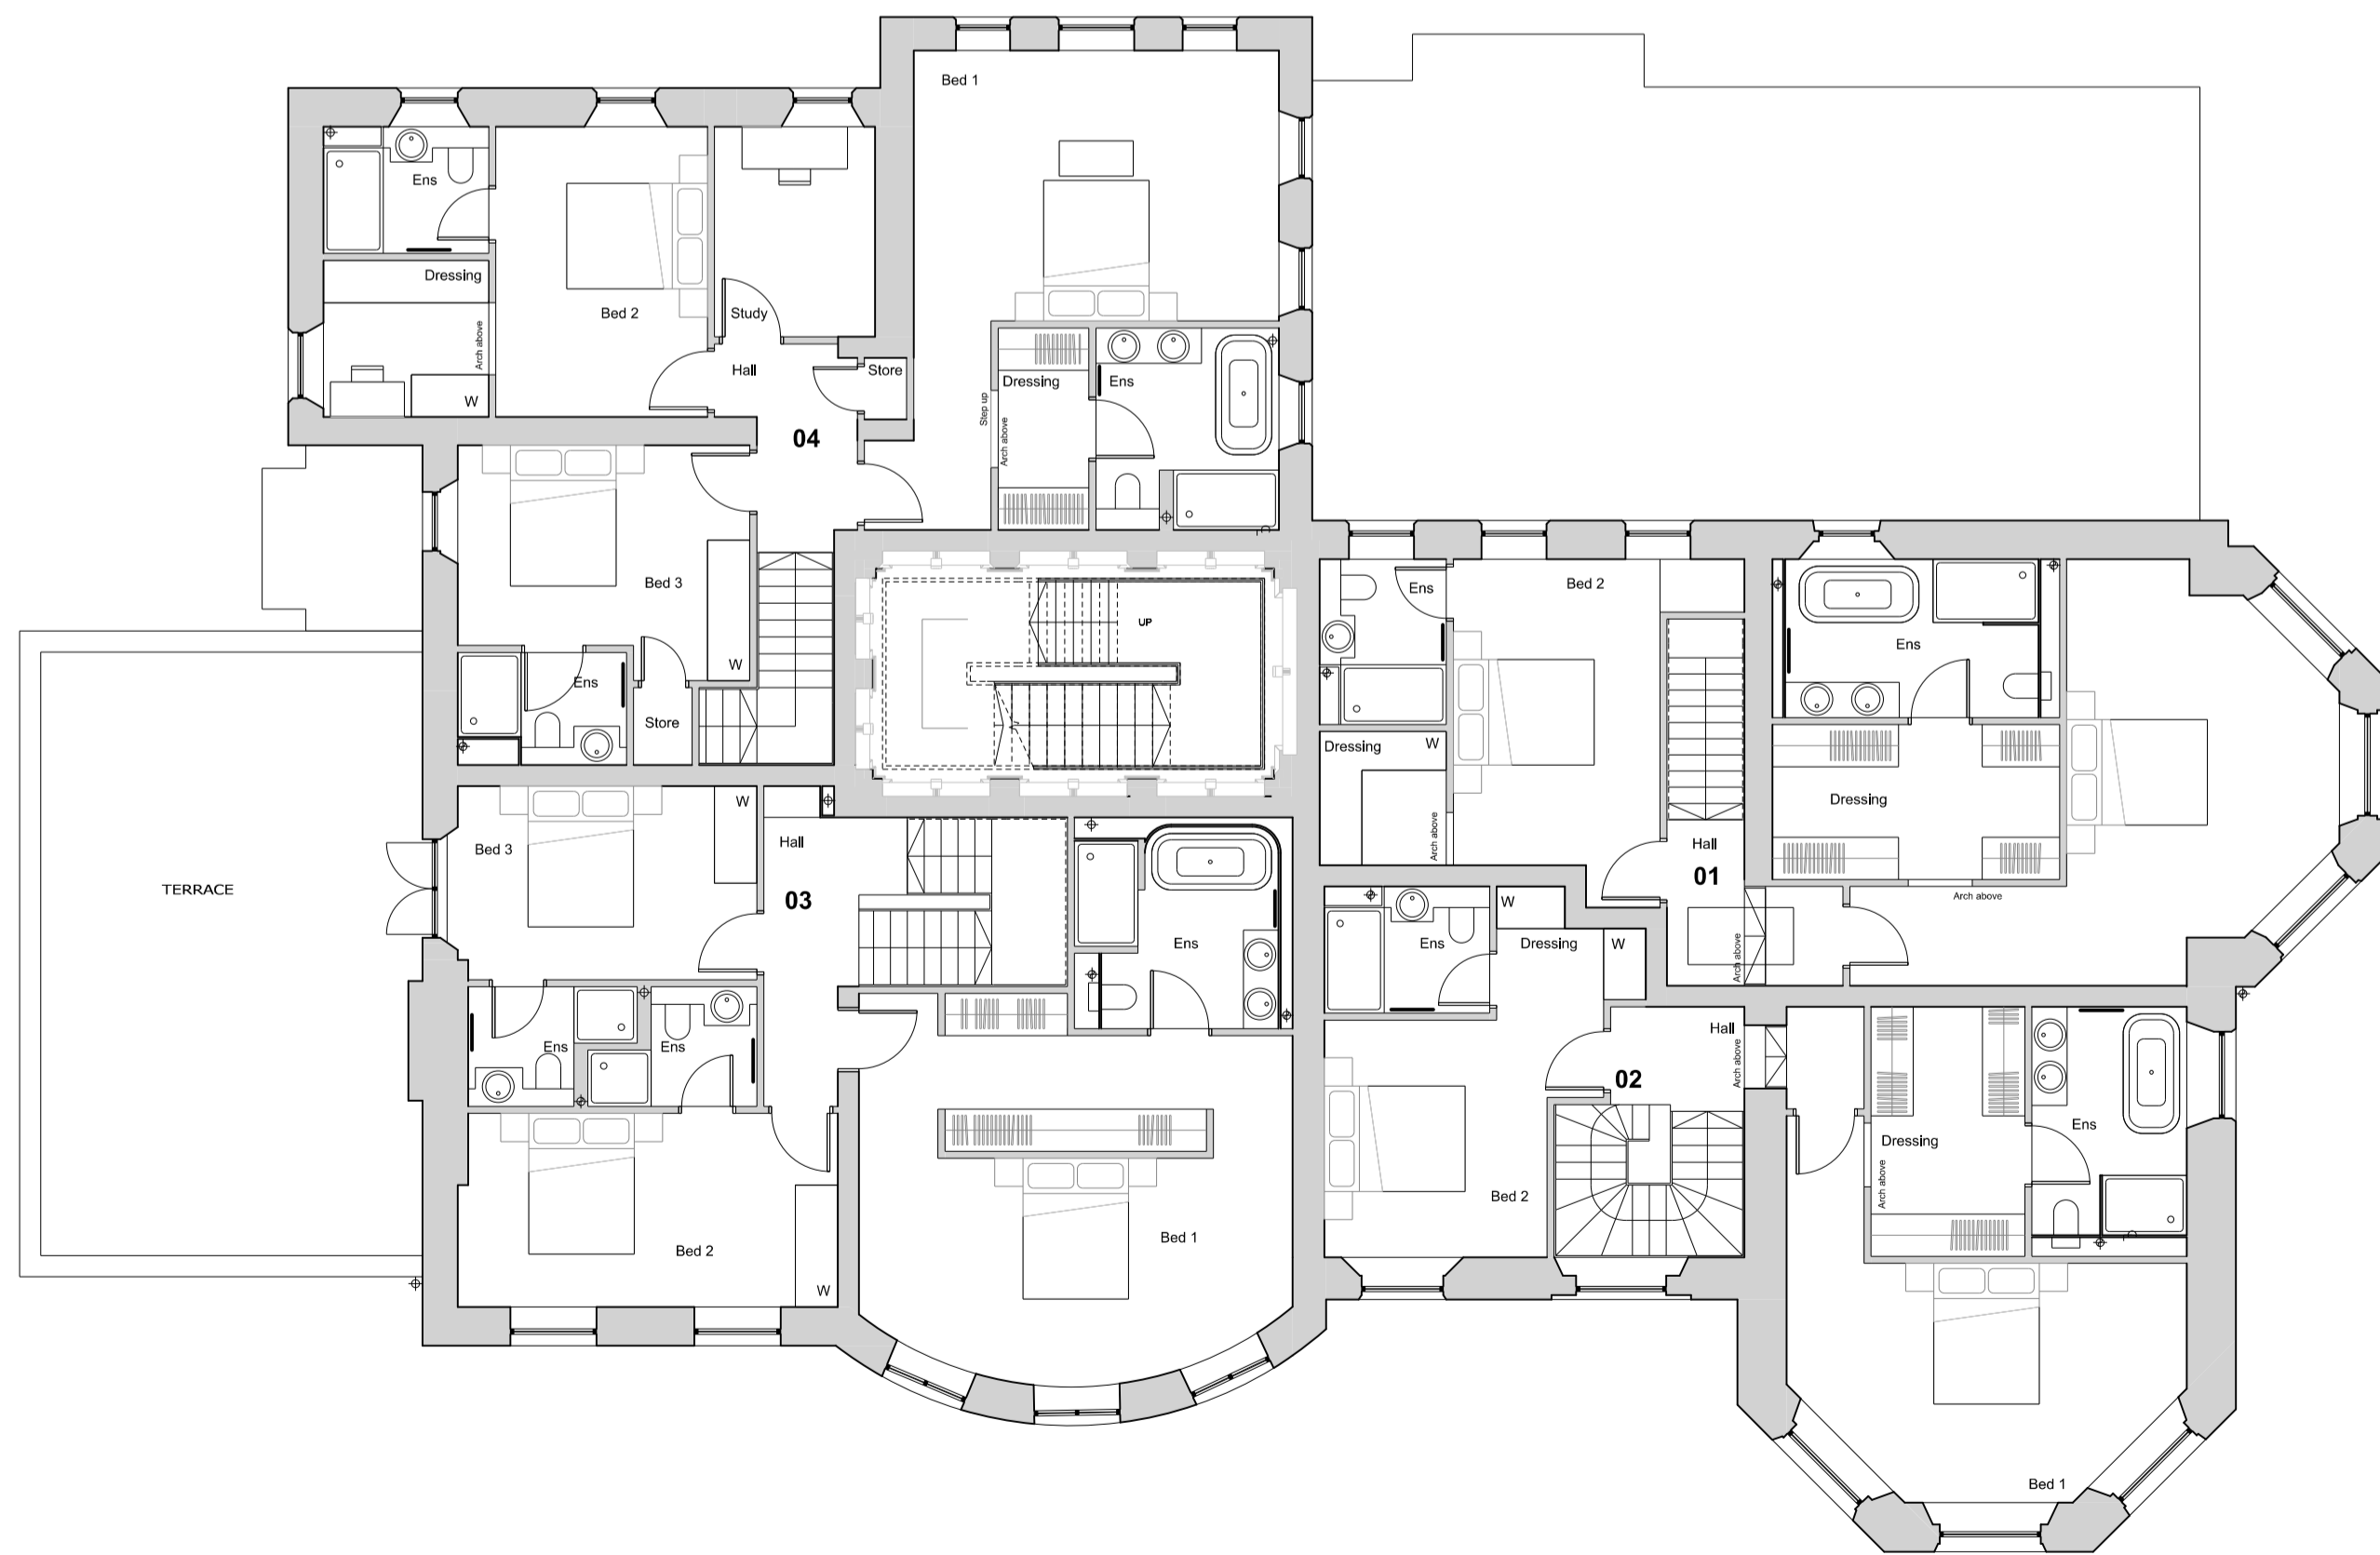 Bed 1
Ens
Dressing
Bed 2
Study
Arch above
W
Hall
Store
Dressing
Ens
Step up
Arch above
04
Bed 3
W
Ens
Store
UP
Ens
Bed 2
Ens
Dressing
W
Arch above
Dressing
Hall
01
Arch above
Arch above
TERRACE
Bed 3
W
Hall
03
Ens
Ens
Ens
Bed 2
W
Bed 1
W
Ens
Dressing
W
Hall
Arch above
02
Bed 2
Dressing
Arch above
Ens
Bed 1